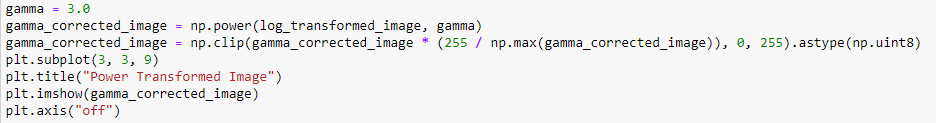 gamma = 3.0
gamma_corrected_image = np.power(log_transformed_image, gamma)
gamma_corrected_image = np.clip(gamma_corrected_image * (255 / np.max(gamma_corrected_image)), 0, 255).astype(np.uint8)
plt.subplot(3, 3, 9)
plt.title("Power Transformed Image")
plt.imshow(gamma_corrected_image)
plt.axis("off")